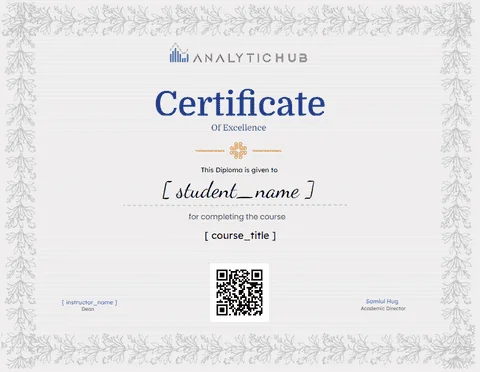 ANALYTICHUB
Certificate
Of Excellence
This Diploma is given to
[ student_name ]
for completing the course
[ course_title ]
[ instructor_name ]
Dean
Samiul Huq
Academic Director